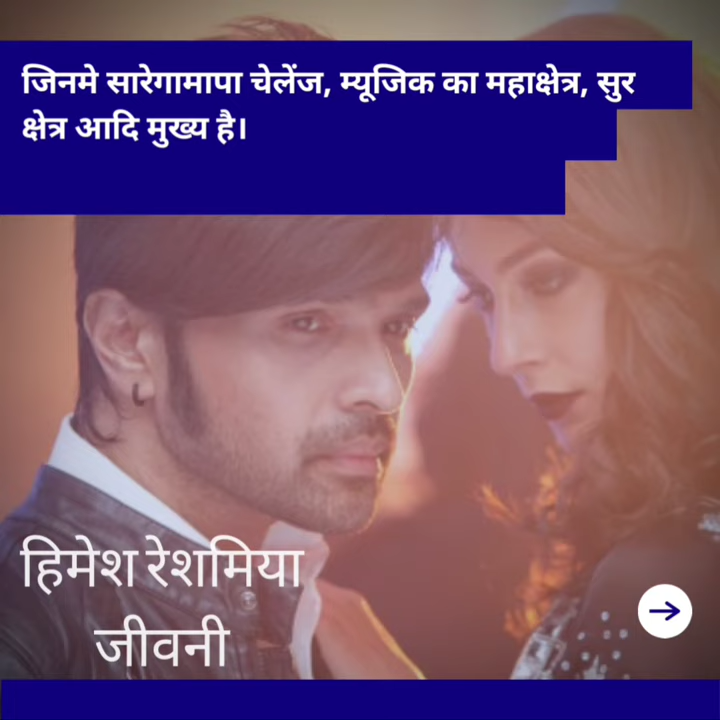 जिनमे सारेगामापा चेलेंज, म्यूजिक का महाक्षेत्र, सुर
क्षेत्र आदि मुख्य है।
हिमेश रेशमिया
जीवनी